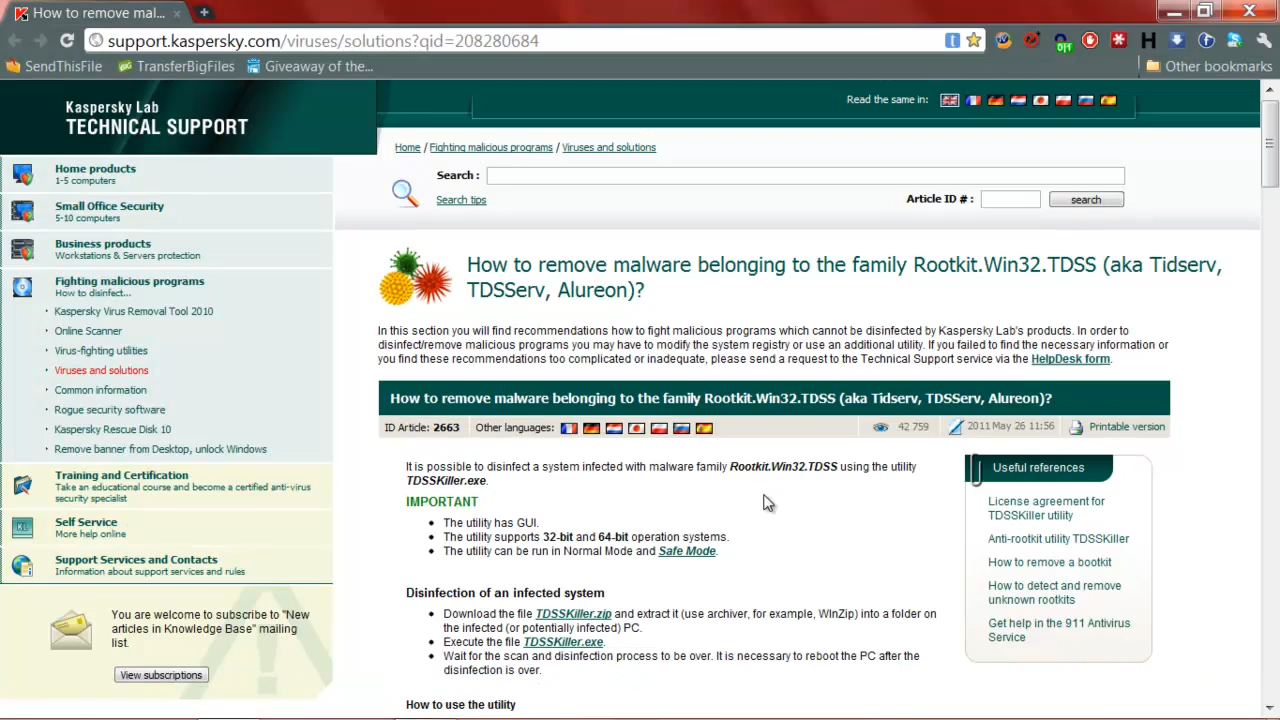 How to remove mal...
support.kaspersky.com/viruses/solutions?qid=208280684
SendThisFile
TransferBigFiles
Giveaway of the...
Other bookmarks
Kaspersky Lab
TECHNICAL SUPPORT
Read the same in:
Home / Fighting malicious programs / Viruses and solutions
Search :
Search tips
Article ID # :
search
Home products
1-5 computers
Small Office Security
5-10 computers
Business products
Workstations & Servers protection
Fighting malicious programs
How to disinfect...
Kaspersky Virus Removal Tool 2010
Online Scanner
Virus-fighting utilities
Viruses and solutions
Common information
Rogue security software
Kaspersky Rescue Disk 10
Remove banner from Desktop, unlock Windows
Training and Certification
Take an educational course and become a certified anti-virus
security specialist
Self Service
More help online
Support Services and Contacts
Information about support services and rules
You are welcome to subscribe to "New
articles in Knowledge Base" mailing
list.
View subscriptions
How to remove malware belonging to the family Rootkit.Win32.TDSS (aka Tidserv,
TDSServ, Alureon)?
In this section you will find recommendations how to fight malicious programs which cannot be disinfected by Kaspersky Lab's products. In order to
disinfect/remove malicious programs you may have to modify the system registry or use an additional utility. If you failed to find the necessary information or
you find these recommendations too complicated or inadequate, please send a request to the Technical Support service via the HelpDesk form.
How to remove malware belonging to the family Rootkit.Win32.TDSS (aka Tidserv, TDSServ, Alureon)?
ID Article: 2663
Other languages:
42 759
2011 May 26 11:56
Printable version
It is possible to disinfect a system infected with malware family Rootkit.Win32.TDSS using the utility
TDSSKiller.exe.
IMPORTANT
The utility has GUI.
The utility supports 32-bit and 64-bit operation systems.
The utility can be run in Normal Mode and Safe Mode.
Disinfection of an infected system
Download the file TDSSKiller.zip and extract it (use archiver, for example, WinZip) into a folder on
the infected (or potentially infected) PC.
Execute the file TDSSKiller.exe.
Wait for the scan and disinfection process to be over. It is necessary to reboot the PC after the
disinfection is over.
How to use the utility
Useful references
License agreement for
TDSSKiller utility
Anti-rootkit utility TDSSKiller
How to remove a bootkit
How to detect and remove
unknown rootkits
Get help in the 911 Antivirus
Service